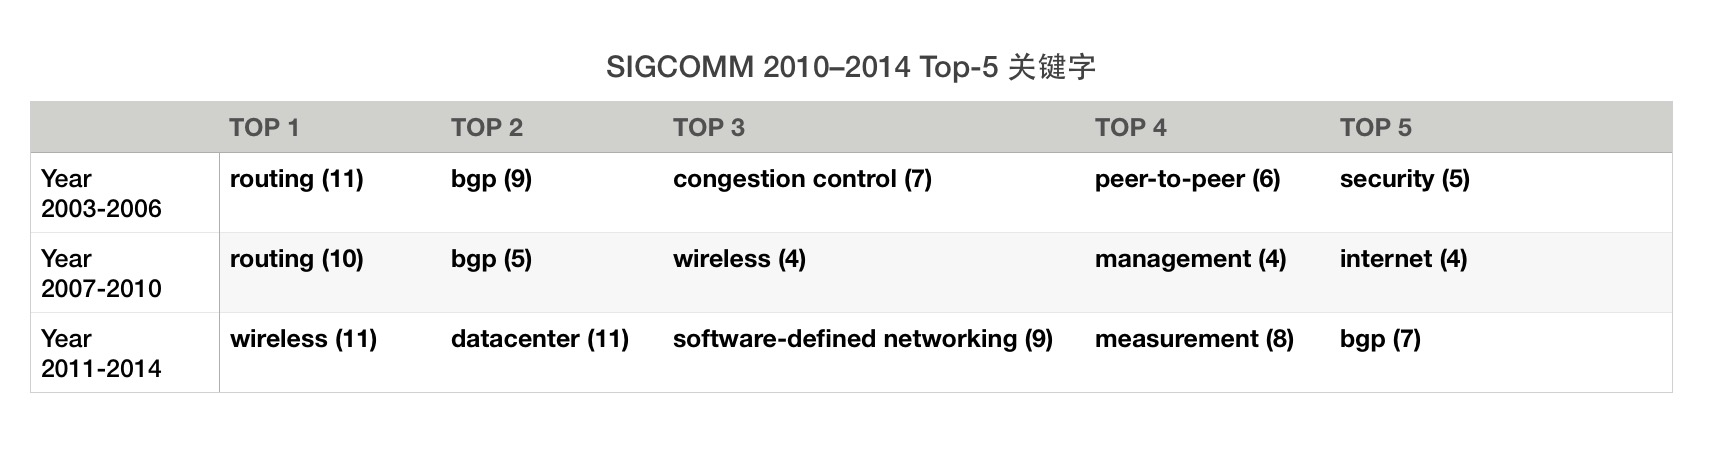 SIGCOMM 2010–2014 Top-5 关键字
TOP 1 TOP 2 TOP 3 TOP 4 TOP 5
Year routing (11) bgp (9) congestion control (7) peer-to-peer (6) security (5)
2003-2006
Year routing (10) bgp (5) wireless (4) management (4) internet (4)
2007-2010
Year wireless (11) datacenter (11) software-defined networking (9) measurement (8) bgp (7)
2011-2014